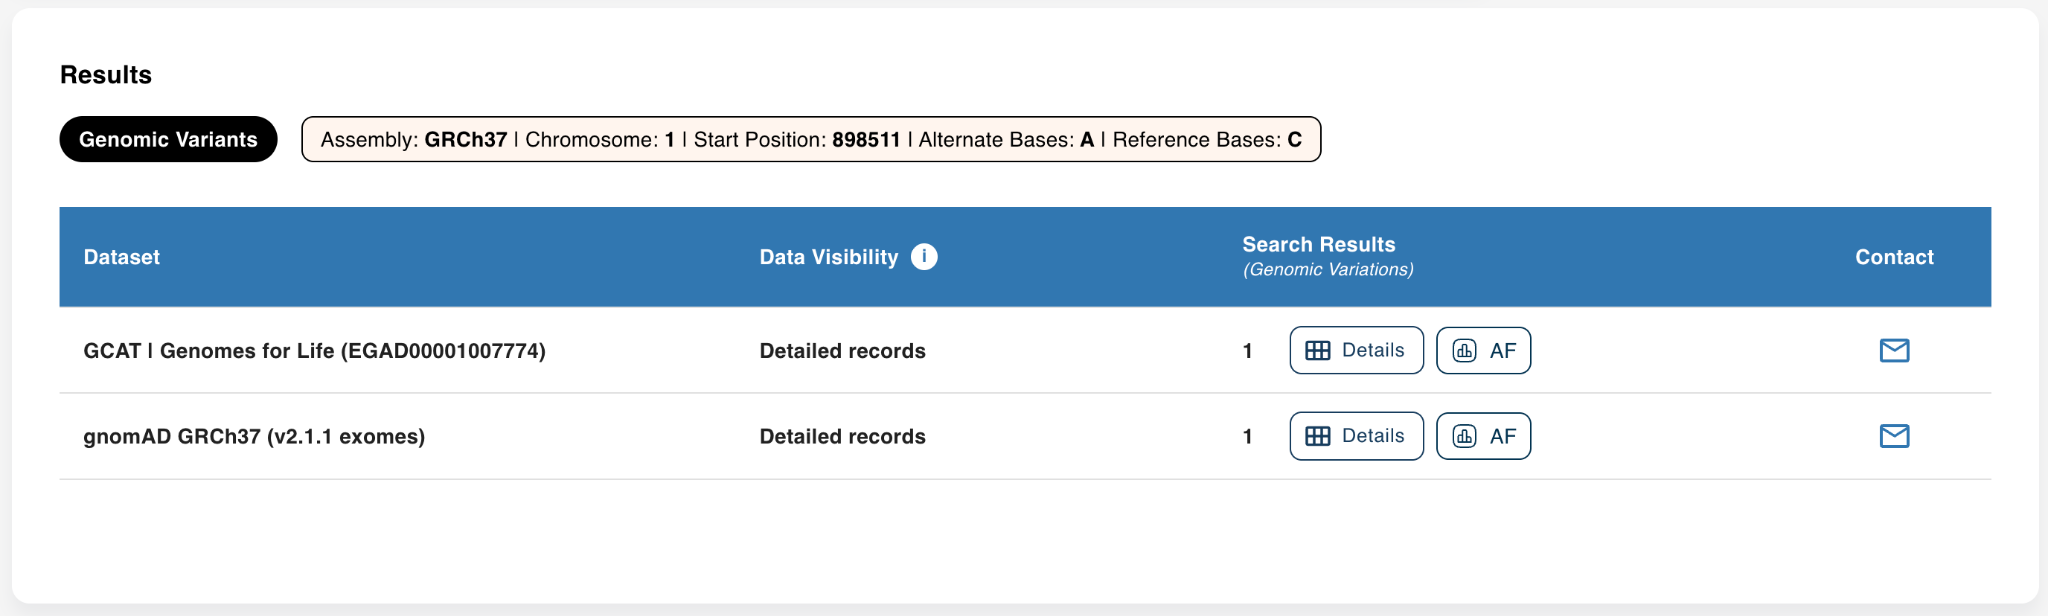 Results
Genomic Variants
Assembly: GRCh37 | Chromosome: 1 | Start Position: 898511 | Alternate Bases: A | Reference Bases: C
Dataset
Data Visibility i
Search Results
(Genomic Variations)
Contact
GCAT | Genomes for Life (EGAD00001007774)
Detailed records
1
Details
AF
gnomAD GRCh37 (v2.1.1 exomes)
Detailed records
1
Details
AF